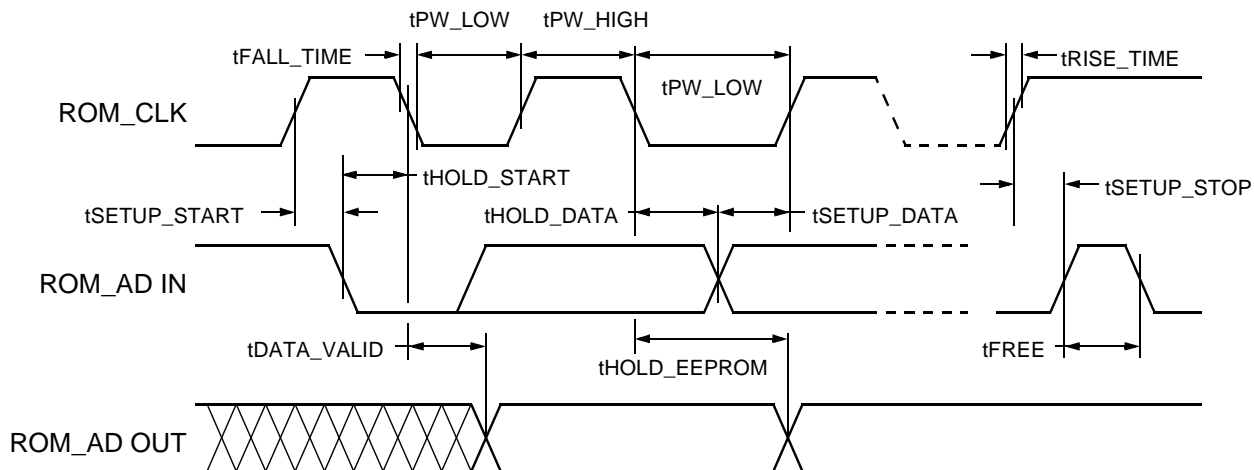 tPW_LOW
tPW_HIGH
tFALL_TIME
tRISE_TIME
tPW_LOW
ROM_CLK
tHOLD_START
tSETUP_STOP
tSETUP_START
tHOLD_DATA
tSETUP_DATA
ROM_AD IN
tDATA_VALID
tHOLD_EEPROM
tFREE
ROM_AD OUT